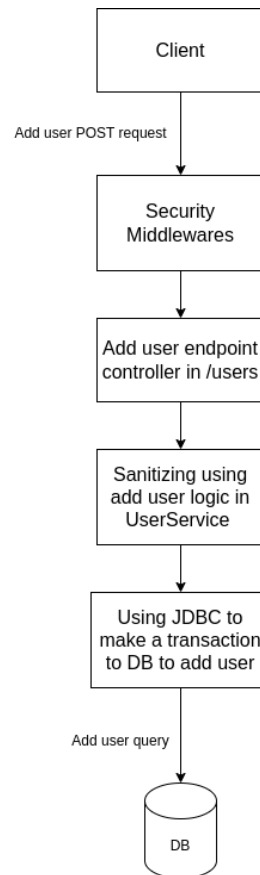 Client
Add user POST request
Security
Middlewares
Add user endpoint
controller in /users
Sanitizing using
add user logic in
UserService
Using JDBC to
make a transaction
to DB to add user
Add user query
DB